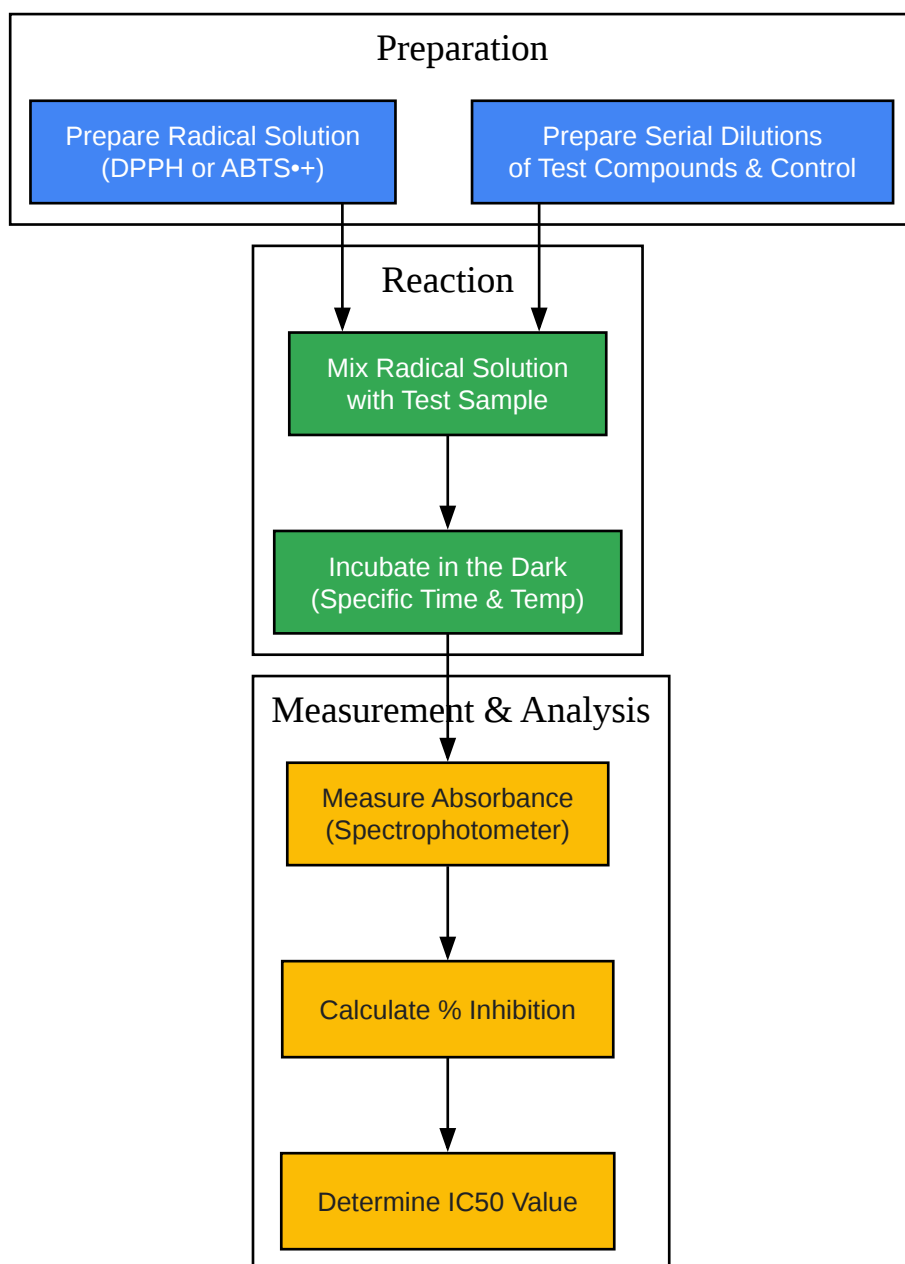 Preparation
Prepare Radical Solution
(DPPH or ABTS•+)
Prepare Serial Dilutions
of Test Compounds & Control
Reaction
Mix Radical Solution
with Test Sample
Incubate in the Dark
(Specific Time & Temp)
Measurement & Analysis
Measure Absorbance
(Spectrophotometer)
Calculate % Inhibition
Determine IC50 Value